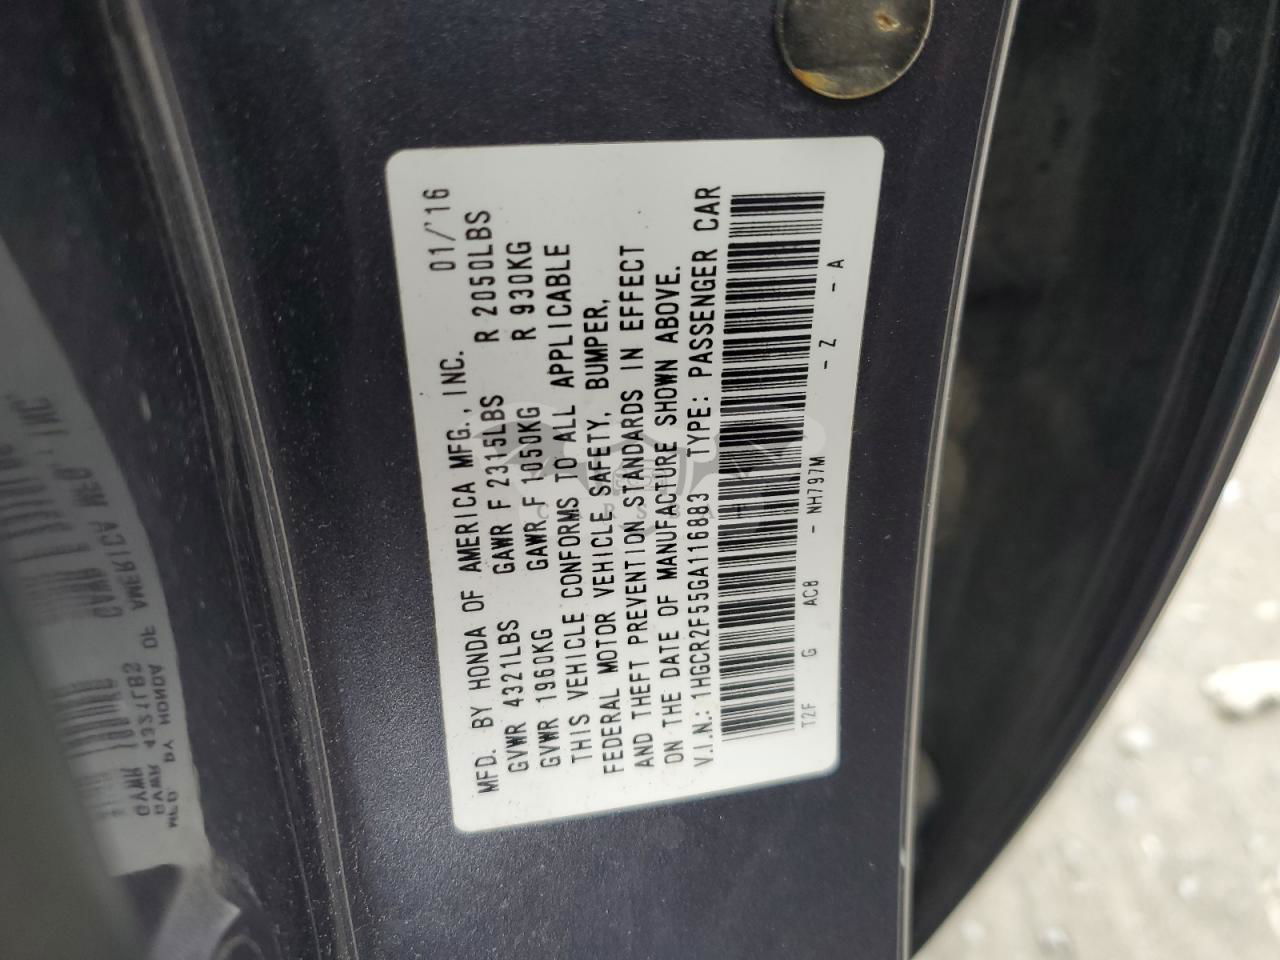 MFD. BY HONDA OF AMERICA MFG., INC. 01/'16
GVWR 4321LBS GAWR F 2315LBS R 2050LBS
GVWR 1960KG GAWR F 1050KG R 930KG
THIS VEHICLE CONFORMS TO ALL APPLICABLE
FEDERAL MOTOR VEHICLE SAFETY, BUMPER,
AND THEFT PREVENTION STANDARDS IN EFFECT
ON THE DATE OF MANUFACTURE SHOWN ABOVE.
V.I.N.: 1HGCR2F55GA116883 TYPE: PASSENGER CAR
T2F G AC8 - NH797M - Z - A